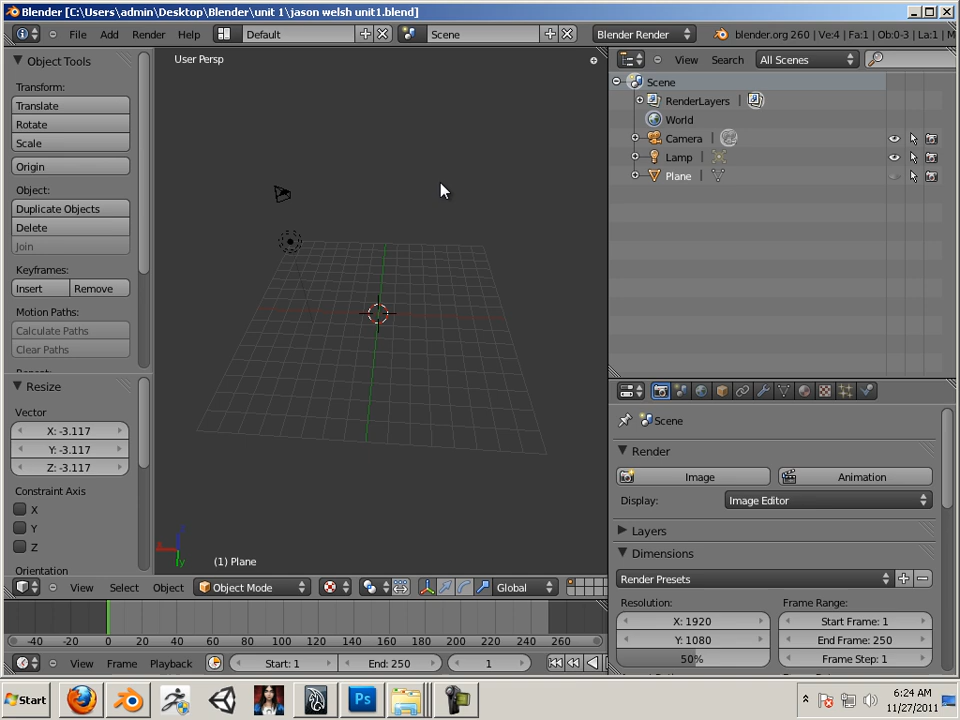 Blender [C:\Users\admin\Desktop\Blender\unit 1\jason welsh unit1.blend]
File Add Render Help Default Scene Blender Render blender.org 260 | Ve:4 | Fa:1 | Ob:0-3 | La:1 | M
Object Tools
Transform:
Translate
Rotate
Scale
Origin
Object:
Duplicate Objects
Delete
Join
Keyframes:
Insert Remove
Motion Paths:
Calculate Paths
Clear Paths
Resize
Vector
X: -3.117
Y: -3.117
Z: -3.117
Constraint Axis
X
Y
Z
Orientation
User Persp
(1) Plane
View Select Object Object Mode Global
-40 -20 0 20 40 60 80 100 120 140 160 180 200 220 240 260
View Frame Playback Start: 1 End: 250 1
View Search All Scenes
Scene
RenderLayers |
World
Camera |
Lamp |
Plane |
Scene
Render
Image Animation
Display: Image Editor
Layers
Dimensions
Render Presets
Resolution: Frame Range:
X: 1920 Start Frame: 1
Y: 1080 End Frame: 250
50% Frame Step: 1
Start Ps 6:24 AM
11/27/2011